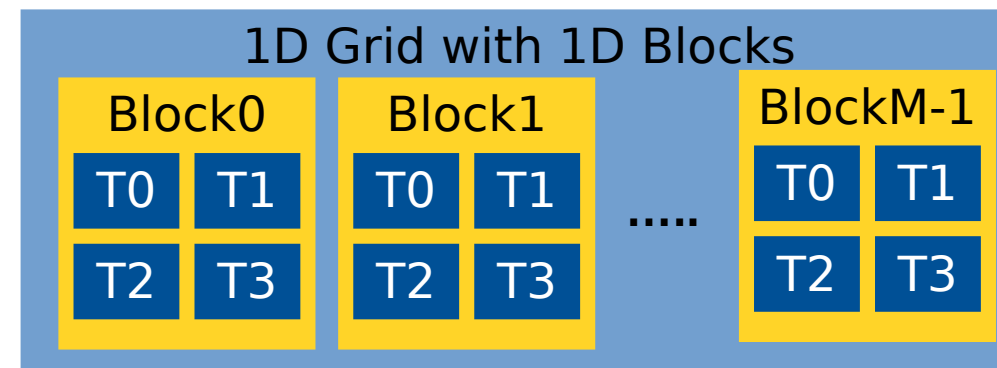 1D Grid with 1D Blocks
Block0
T0 T1
T2 T3
Block1
T0 T1
T2 T3
.....
BlockM-1
T0 T1
T2 T3